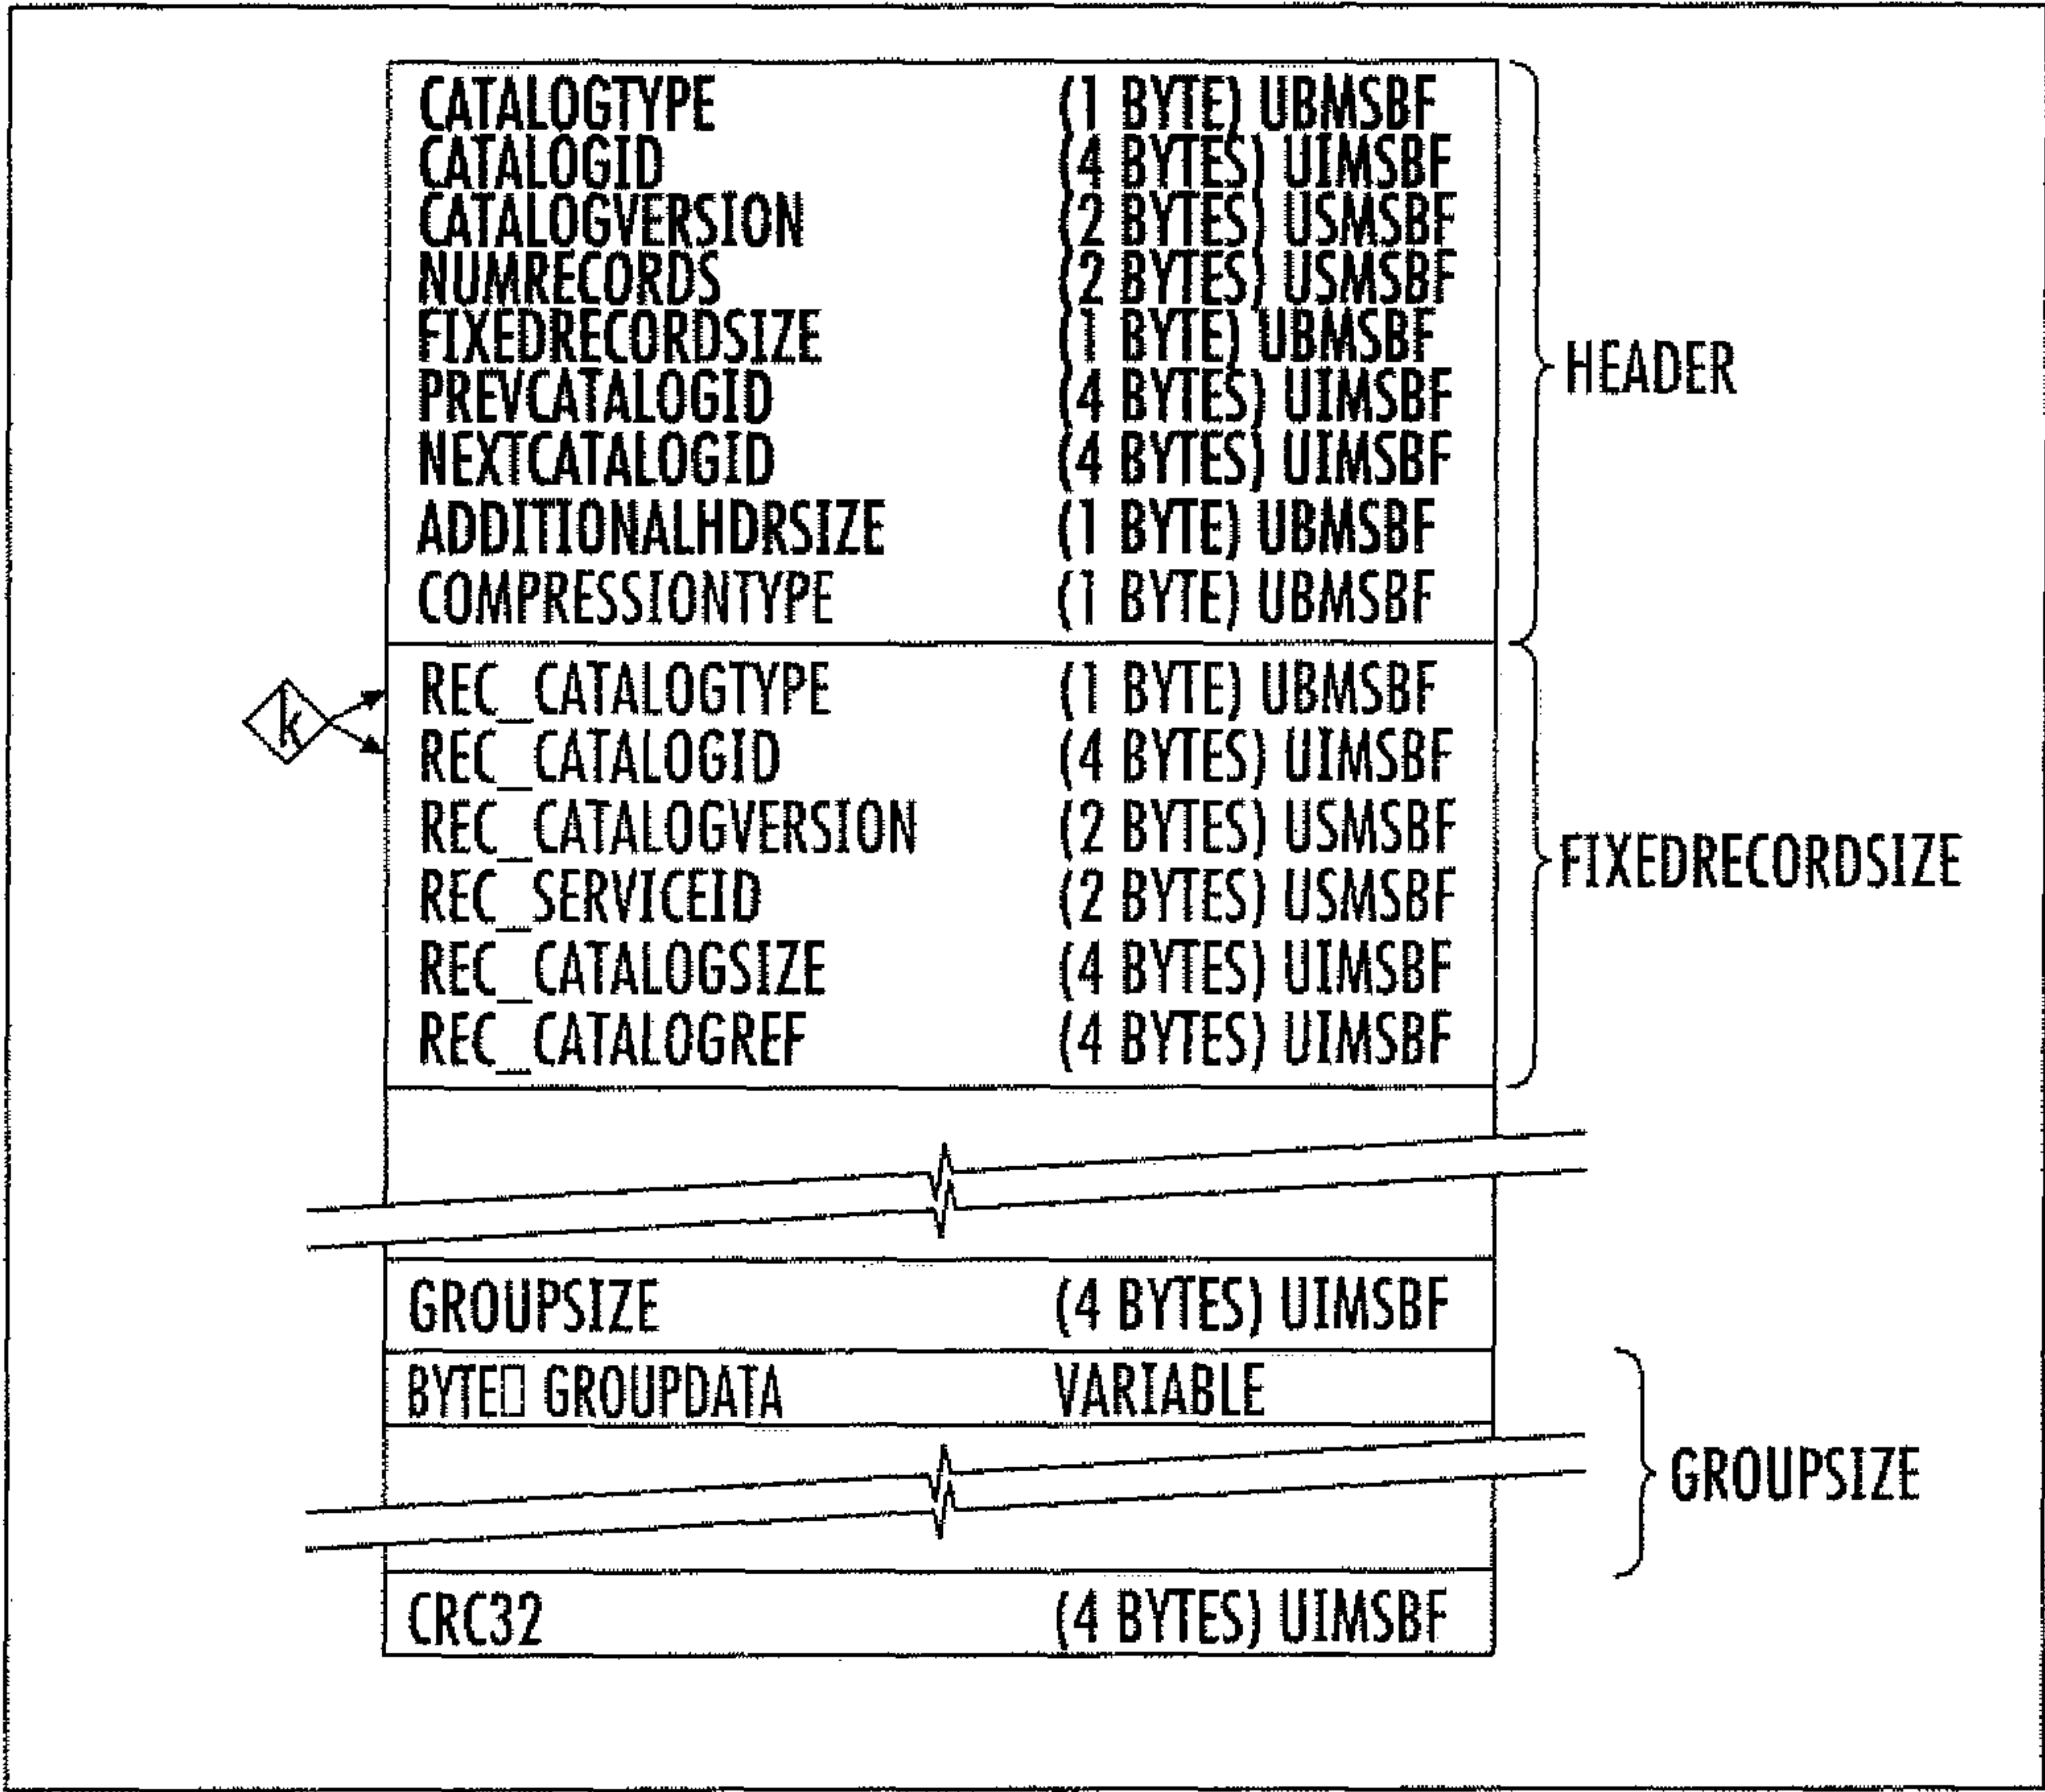 CATALOGTYPE (1 BYTE) UBMSBF
CATALOGID (4 BYTES) UIMSBF
CATALOGVERSION (2 BYTES) USMSBF
NUMRECORDS (2 BYTES) USMSBF
FIXEDRECORDSIZE (1 BYTE) UBMSBF
HEADER
PREVCATALOGID (4 BYTES) UIMSBF
NEXTCATALOGID (4 BYTES) UIMSBF
ADDITIONALHDRSIZE (1 BYTE) UBMSBF
COMPRESSIONTYPE (1 BYTE) UBMSBF
REC_CATALOGTYPE (1 BYTE) UBMSBF
k
REC_CATALOGID (4 BYTES) UIMSBF
REC_CATALOGVERSION (2 BYTES) USMSBF
FIXEDRECORDSIZE
REC_SERVICEID (2 BYTES) USMSBF
REC_CATALOGSIZE (4 BYTES) UIMSBF
REC_CATALOGREF (4 BYTES) UIMSBF
GROUPSIZE (4 BYTES) UIMSBF
BYTE[] GROUPDATA VARIABLE
GROUPSIZE
CRC32 (4 BYTES) UIMSBF